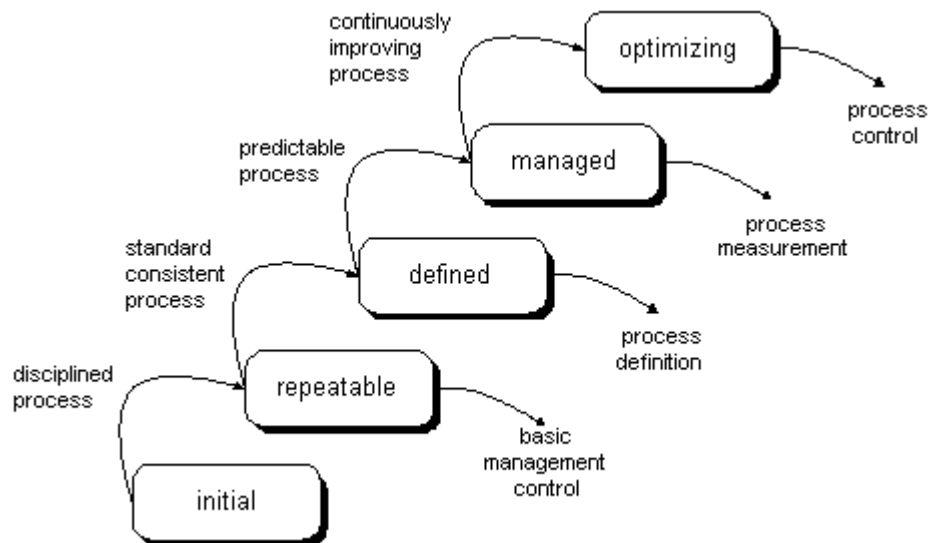 continuously
improving
process
optimizing
process
control
predictable
process
managed
process
measurement
standard
consistent
process
defined
process
definition
disciplined
process
repeatable
basic
management
control
initial